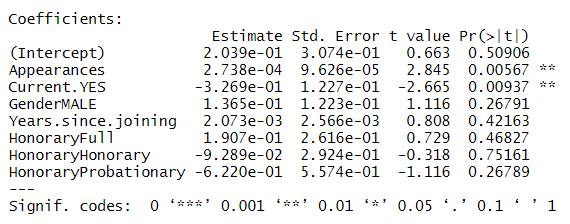 Coefficients:
Estimate Std. Error t value Pr(>|t|)
(Intercept) 2.039e-01 3.074e-01 0.663 0.50906
Appearances 2.738e-04 9.626e-05 2.845 0.00567 **
Current.YES -3.269e-01 1.227e-01 -2.665 0.00937 **
GenderMALE 1.365e-01 1.223e-01 1.116 0.26791
Years.since.joining 2.073e-03 2.566e-03 0.808 0.42163
HonoraryFull 1.907e-01 2.616e-01 0.729 0.46827
HonoraryHonorary -9.289e-02 2.924e-01 -0.318 0.75161
HonoraryProbationary -6.220e-01 5.574e-01 -1.116 0.26789
---
Signif. codes: 0 ‘***’ 0.001 ‘**’ 0.01 ‘*’ 0.05 ‘.’ 0.1 ‘ ’ 1